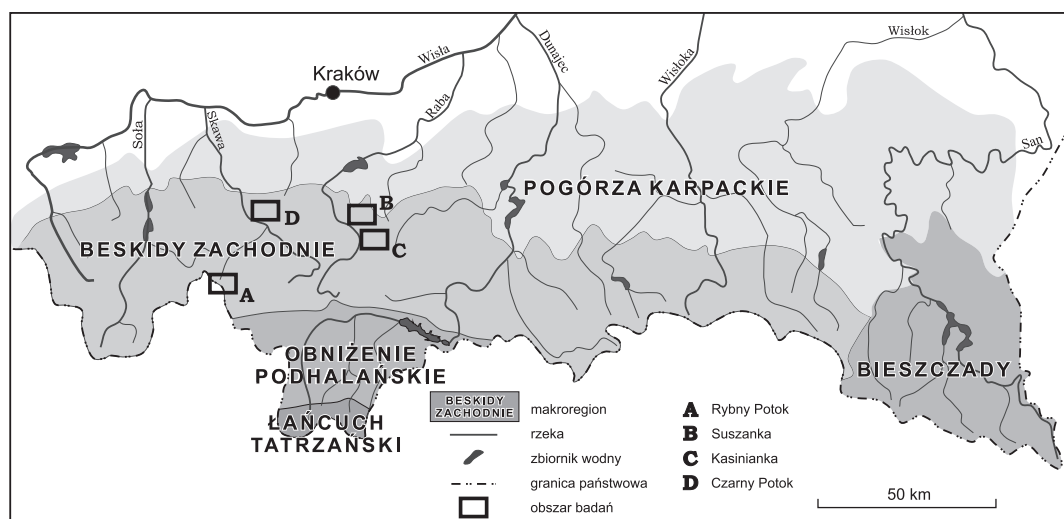 Wisłok
Wisła
Dunajec
Wisłoka
Kraków
Raba
Skawa
Soła
San
POGÓRZA KARPACKIE
B
D
BESKIDY ZACHODNIE
C
A
OBNIŻENIE
PODHALAŃSKIE
BIESZCZADY
ŁAŃCUCH
TATRZAŃSKI
BESKIDY
ZACHODNIE
makroregion
rzeka
zbiornik wodny
granica państwowa
obszar badań
A Rybny Potok
B Suszanka
C Kasinianka
D Czarny Potok
50 km